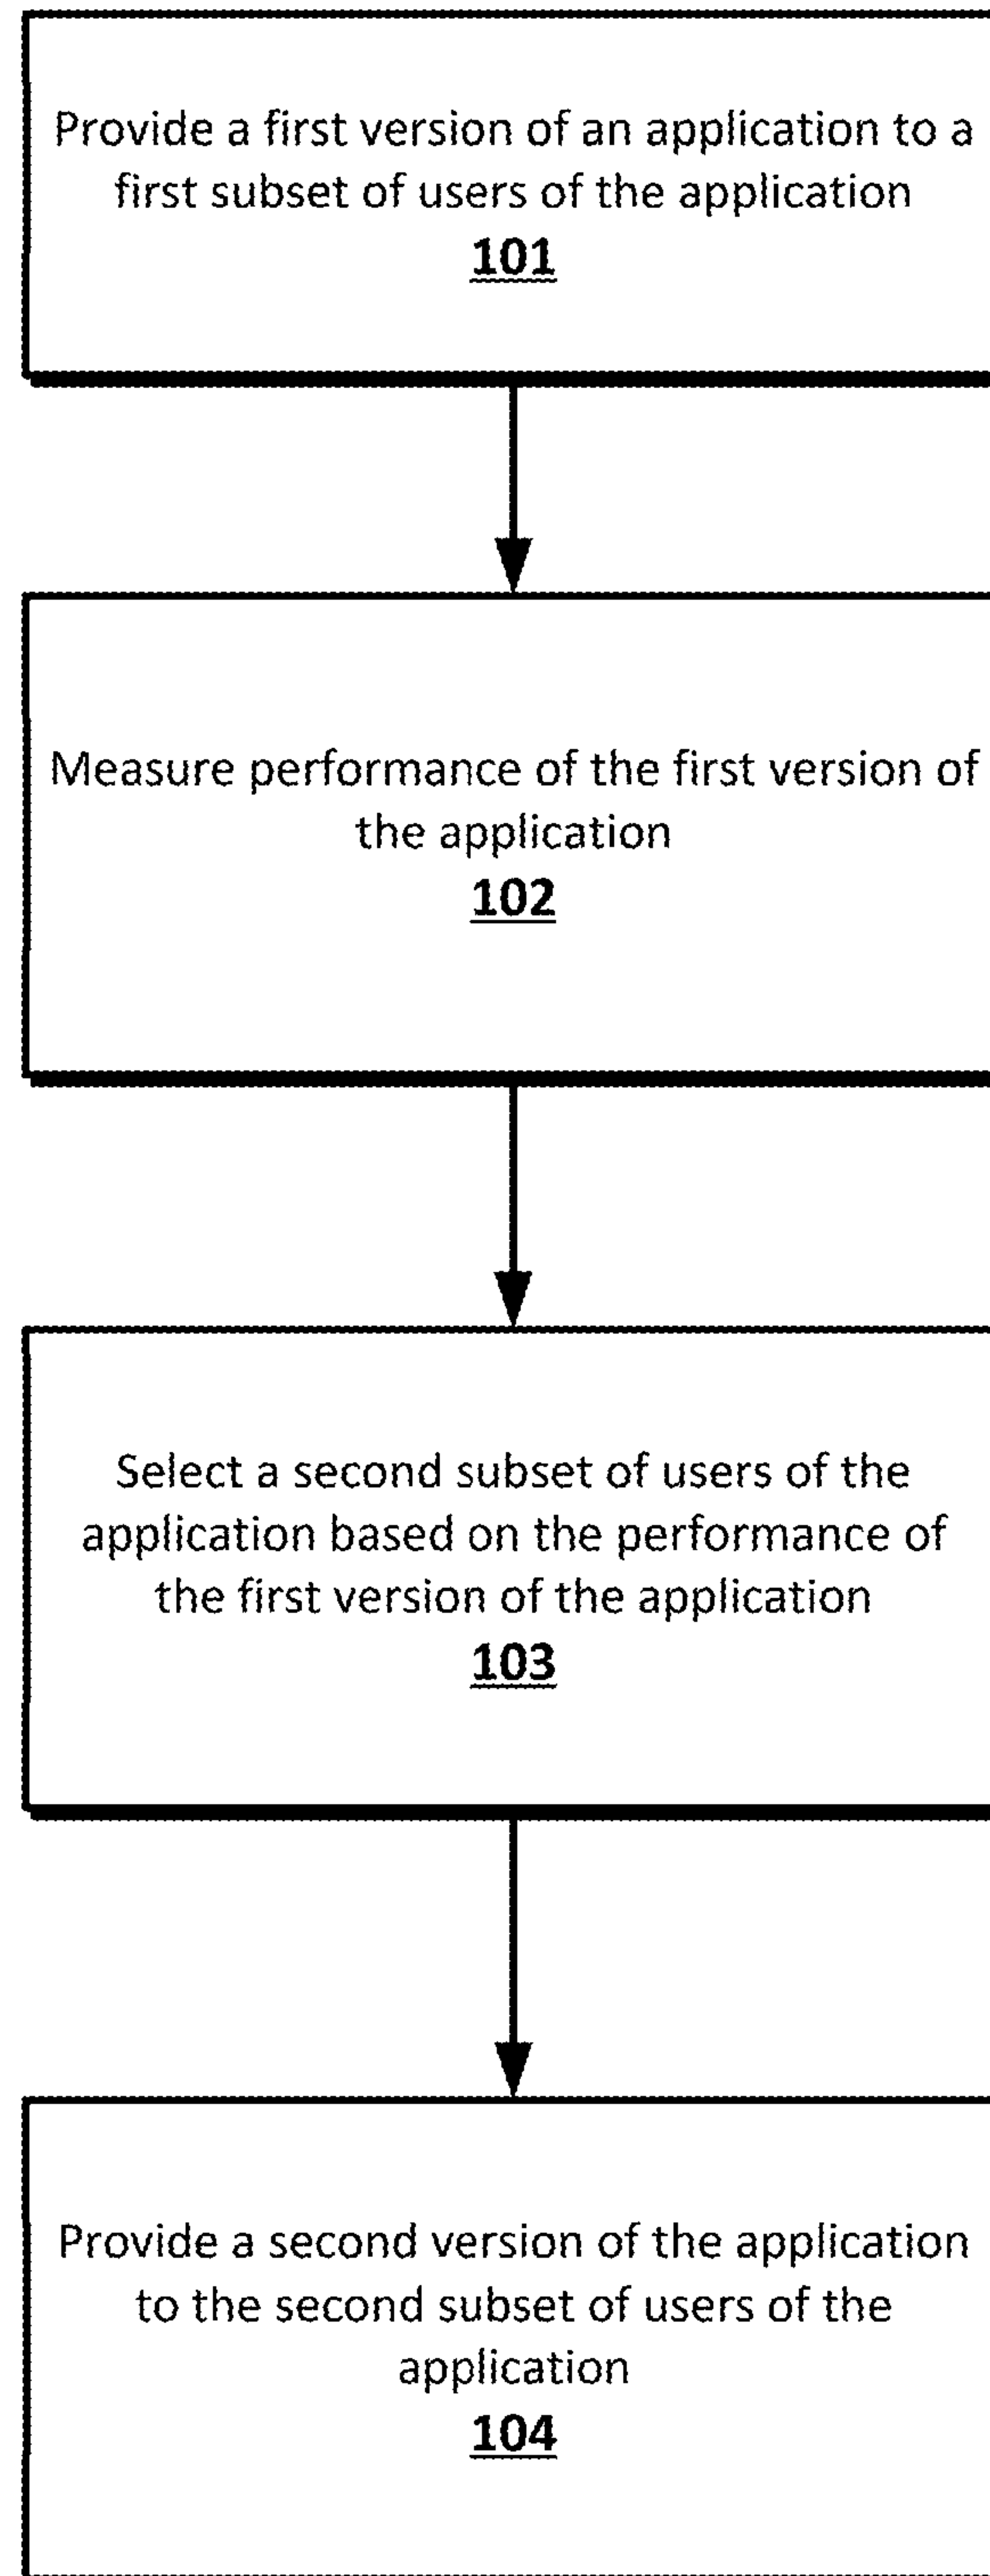 Provide a first version of an application to a
first subset of users of the application
101
Measure performance of the first version of
the application
102
Select a second subset of users of the
application based on the performance of
the first version of the application
103
Provide a second version of the application
to the second subset of users of the
application
104